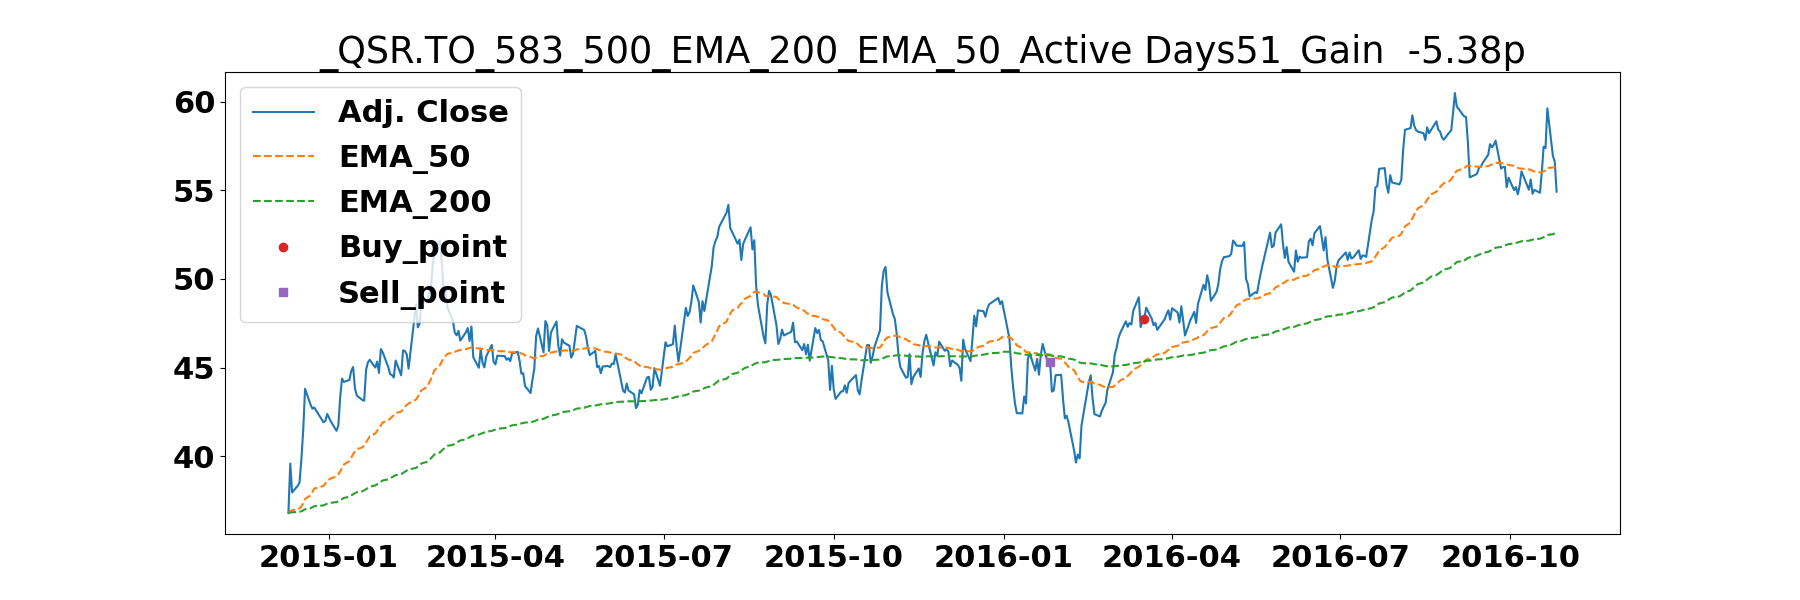 _QSR.TO_583_500_EMA_200_EMA_50_Active Days51_Gain  -5.38p
60
55
50
45
40
Adj. Close
EMA_50
EMA_200
Buy_point
Sell_point
2015-01 2015-04 2015-07 2015-10 2016-01 2016-04 2016-07 2016-10